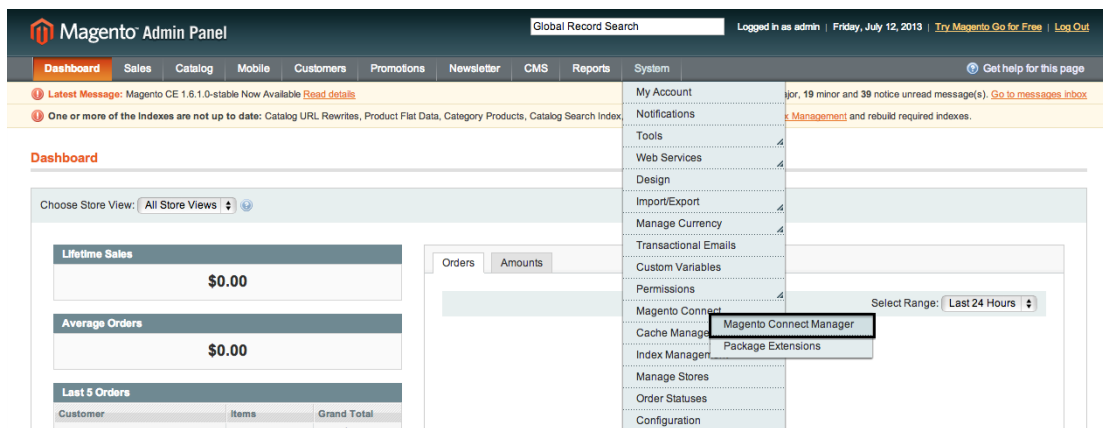 Magento Admin Panel
Global Record Search
Logged in as admin | Friday, July 12, 2013 | Try Magento Go for Free | Log Out
Dashboard Sales Catalog Mobile Customers Promotions Newsletter CMS Reports System Get help for this page
Latest Message: Magento CE 1.6.1.0-stable Now Available Read details
19 minor and 39 notice unread message(s). Go to messages inbox
One or more of the Indexes are not up to date: Catalog URL Rewrites, Product Flat Data, Category Products, Catalog Search Index,
Management and rebuild required indexes.
My Account
Notifications
Tools
Web Services
Design
Import/Export
Manage Currency
Transactional Emails
Custom Variables
Permissions
Magento Connect
Cache Manage
Index Managem
Manage Stores
Order Statuses
Configuration
Magento Connect Manager
Package Extensions
Dashboard
Choose Store View: All Store Views
Lifetime Sales
$0.00
Average Orders
$0.00
Last 5 Orders
Customer Items Grand Total
Orders Amounts
Select Range: Last 24 Hours